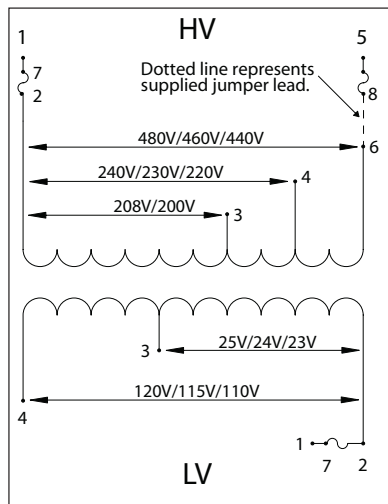 HV
1
5
7
2
Dotted line represents
supplied jumper lead.
8
480V/460V/440V
6
240V/230V/220V
4
208V/200V
3
3
25V/24V/23V
120V/115V/110V
4
1
7
2
LV